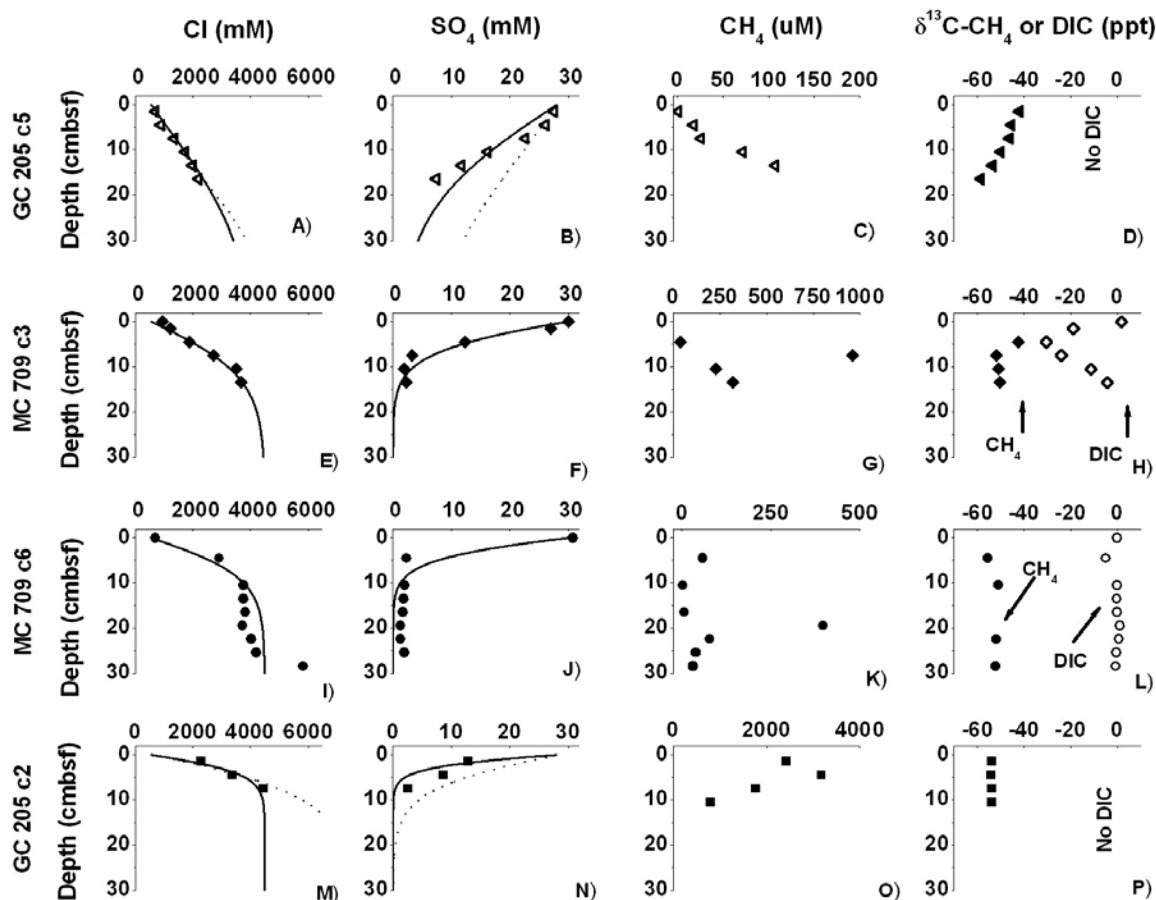 Cl (mM) SO4 (mM) CH4 (uM) δ13C-CH4 or DIC (ppt)
0 2000 4000 6000 0 10 20 30 0 50 100 150 200 -60 -40 -20 0
GC 205 c5
Depth (cmbsf)
0
10
20
30
A) B) C) D)
No DIC
0 2000 4000 6000 0 10 20 30 0 250 500 750 1000 -60 -40 -20 0
MC 709 c3
Depth (cmbsf)
0
10
20
30
CH4
DIC
E) F) G) H)
0 2000 4000 6000 0 10 20 30 0 250 500 -60 -40 -20 0
MC 709 c6
Depth (cmbsf)
0
10
20
30
CH4
DIC
I) J) K) L)
0 2000 4000 6000 0 10 20 30 0 2000 4000 -60 -40 -20 0
GC 205 c2
Depth (cmbsf)
0
10
20
30
No DIC
M) N) O) P)